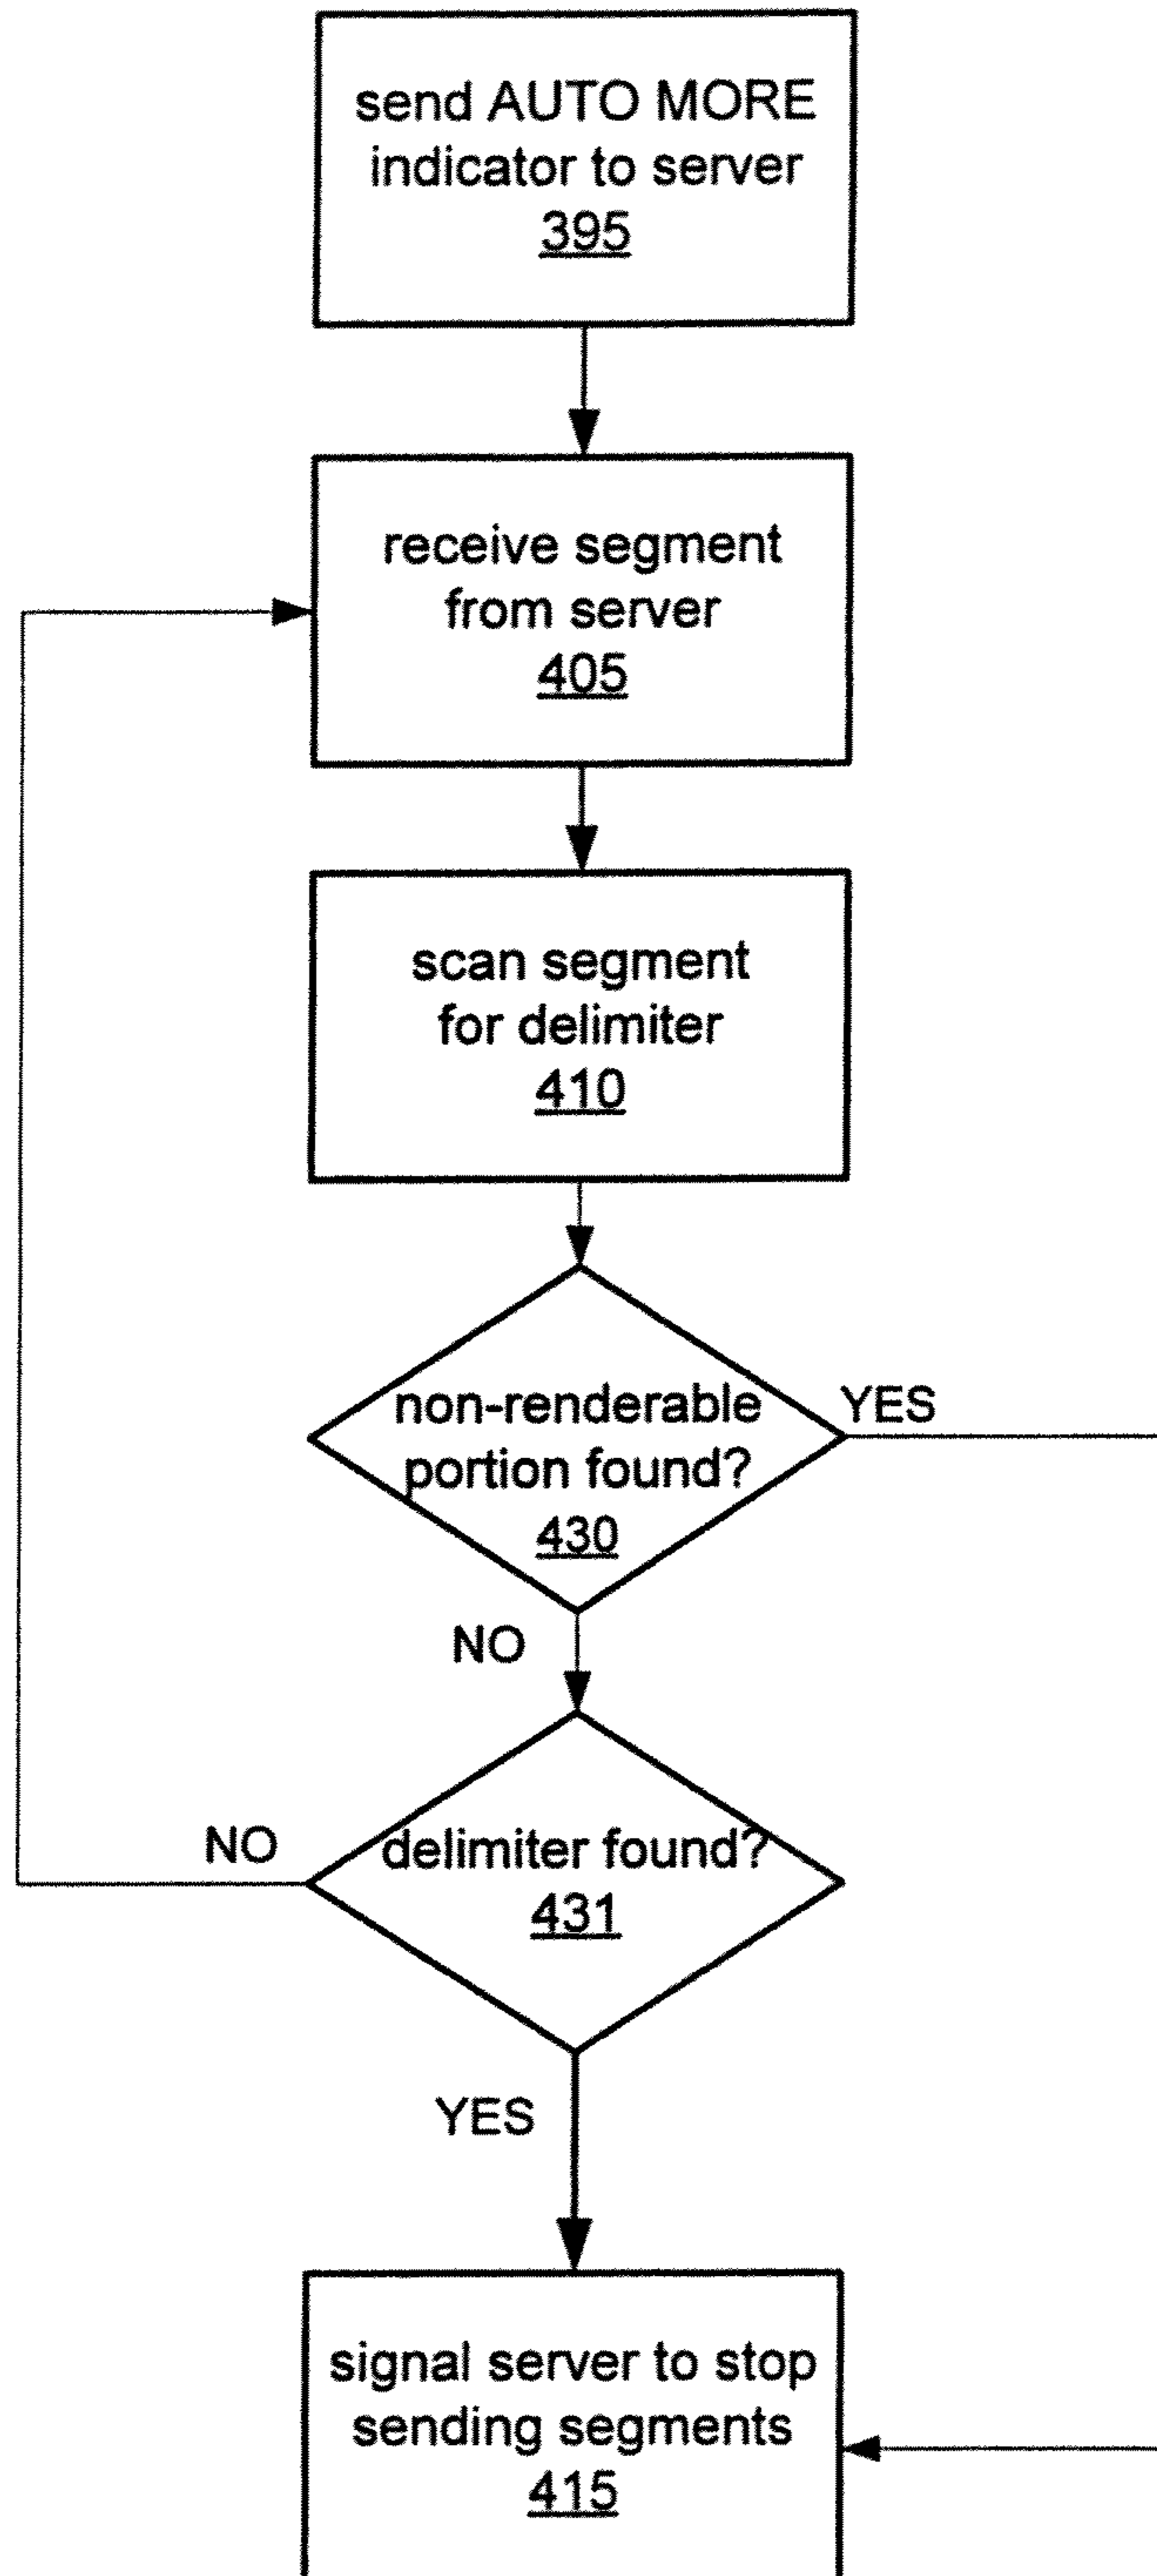 send AUTO MORE
indicator to server
395
receive segment
from server
405
scan segment
for delimiter
410
non-renderable
portion found?
430
YES
NO
delimiter found?
431
NO
YES
signal server to stop
sending segments
415